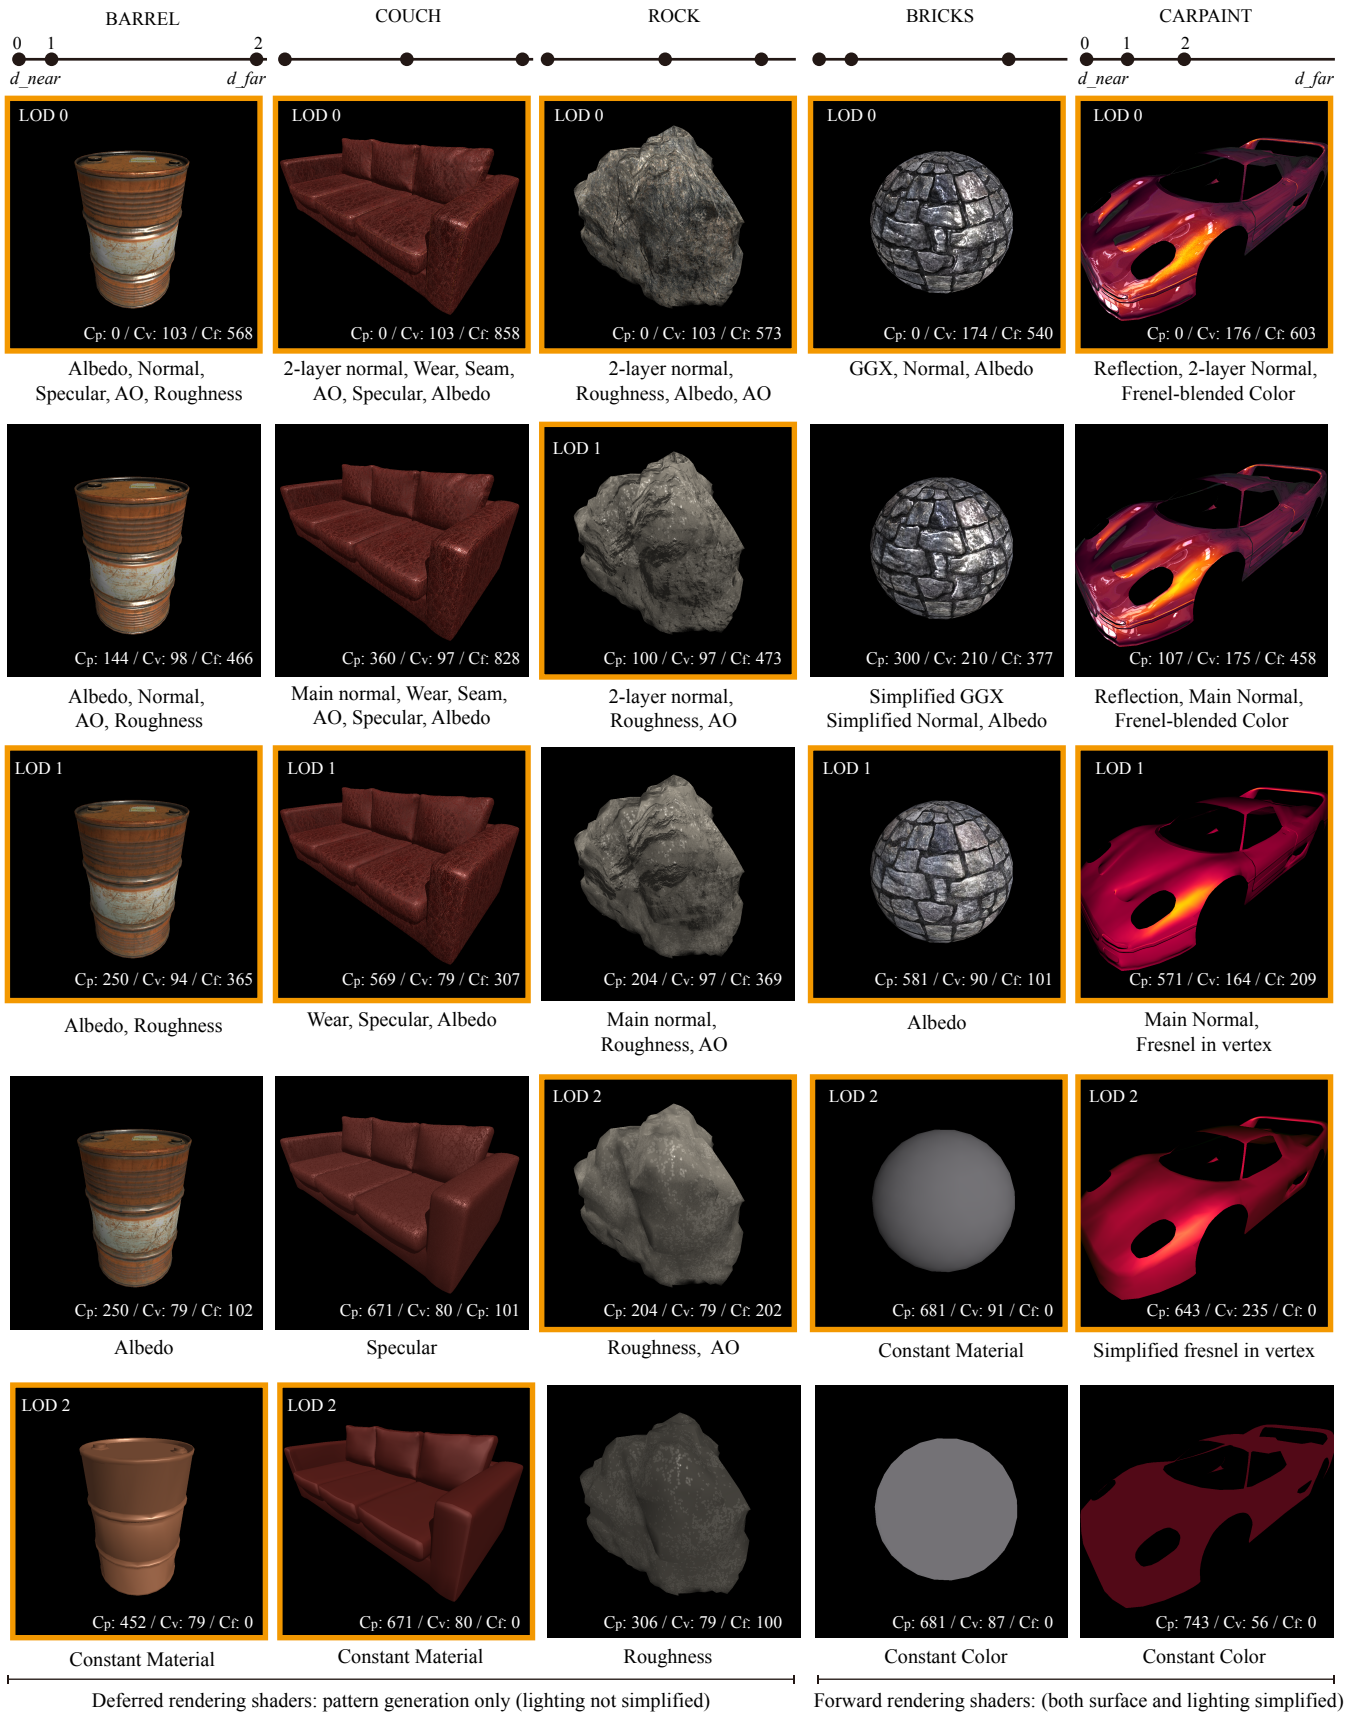 BARREL COUCH ROCK BRICKS CARPAINT
0 1 2 0 1 2
d_near d_far d_near d_far
LOD 0 LOD 0 LOD 0 LOD 0 LOD 0
Cp: 0 / Cv: 103 / Cf: 568 Cp: 0 / Cv: 103 / Cf: 858 Cp: 0 / Cv: 103 / Cf: 573 Cp: 0 / Cv: 174 / Cf: 540 Cp: 0 / Cv: 176 / Cf: 603
Albedo, Normal, 2-layer normal, Wear, Seam, 2-layer normal, GGX, Normal, Albedo Reflection, 2-layer Normal,
Specular, AO, Roughness AO, Specular, Albedo Roughness, Albedo, AO Frenel-blended Color
LOD 1
Cp: 144 / Cv: 98 / Cf: 466 Cp: 360 / Cv: 97 / Cf: 828 Cp: 100 / Cv: 97 / Cf: 473 Cp: 300 / Cv: 210 / Cf: 377 Cp: 107 / Cv: 175 / Cf: 458
Albedo, Normal, Main normal, Wear, Seam, 2-layer normal, Simplified GGX Reflection, Main Normal,
AO, Roughness AO, Specular, Albedo Roughness, AO Simplified Normal, Albedo Frenel-blended Color
LOD 1 LOD 1 LOD 1 LOD 1
Cp: 250 / Cv: 94 / Cf: 365 Cp: 569 / Cv: 79 / Cf: 307 Cp: 204 / Cv: 97 / Cf: 369 Cp: 581 / Cv: 90 / Cf: 101 Cp: 571 / Cv: 164 / Cf: 209
Albedo, Roughness Wear, Specular, Albedo Main normal, Albedo Main Normal,
Roughness, AO Fresnel in vertex
LOD 2 LOD 2 LOD 2
Cp: 250 / Cv: 79 / Cf: 102 Cp: 671 / Cv: 80 / Cp: 101 Cp: 204 / Cv: 79 / Cf: 202 Cp: 681 / Cv: 91 / Cf: 0 Cp: 643 / Cv: 235 / Cf: 0
Albedo Specular Roughness, AO Constant Material Simplified fresnel in vertex
LOD 2 LOD 2
Cp: 452 / Cv: 79 / Cf: 0 Cp: 671 / Cv: 80 / Cf: 0 Cp: 306 / Cv: 79 / Cf: 100 Cp: 681 / Cv: 87 / Cf: 0 Cp: 743 / Cv: 56 / Cf: 0
Constant Material Constant Material Roughness Constant Color Constant Color
Deferred rendering shaders: pattern generation only (lighting not simplified) Forward rendering shaders: (both surface and lighting simplified)